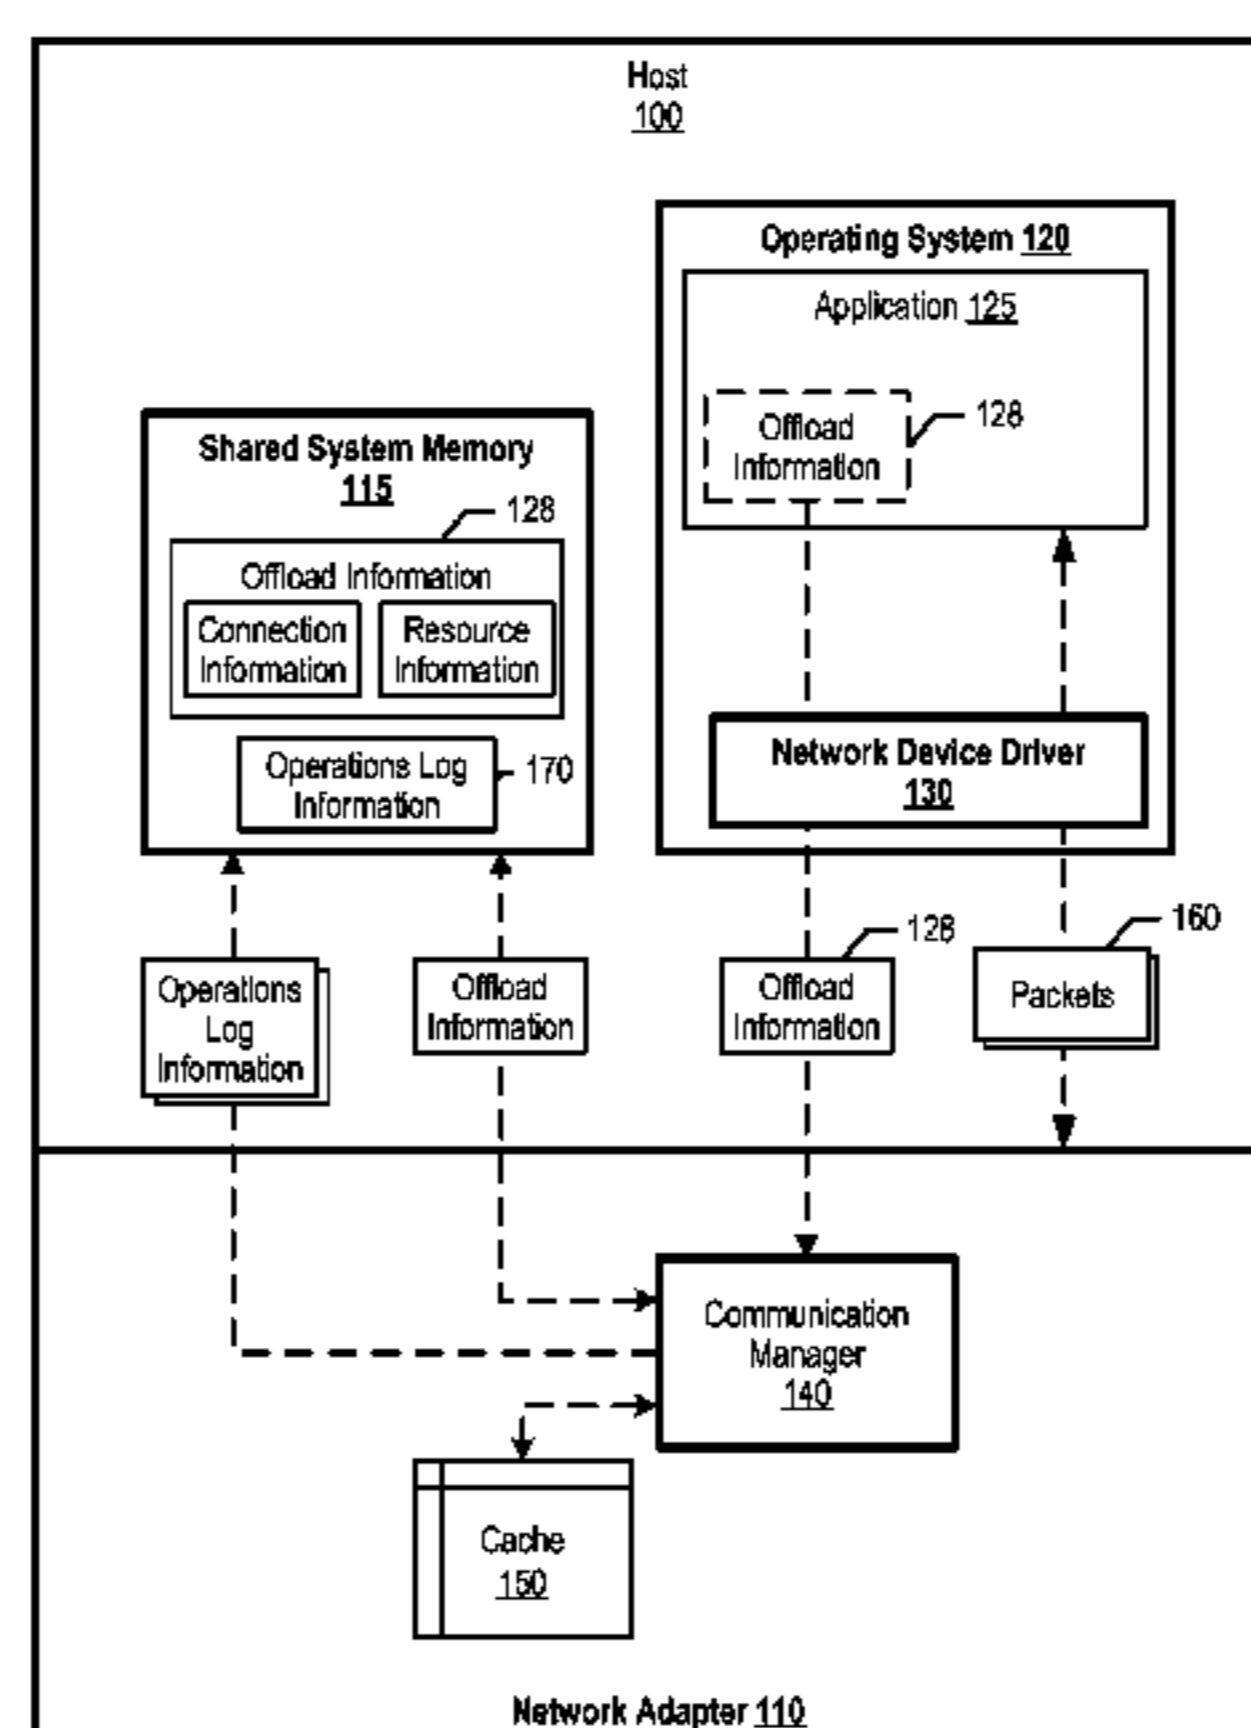 Host
100
Operating System 120
Application 125
Offload
Information
128
Shared System Memory
115
128
Offload Information
Connection
Information
Resource
Information
Operations Log
Information
170
Network Device Driver
130
Operations
Log
Information
Offload
Information
128
Offload
Information
160
Packets
Communication
Manager
140
Cache
150
Network Adapter 110